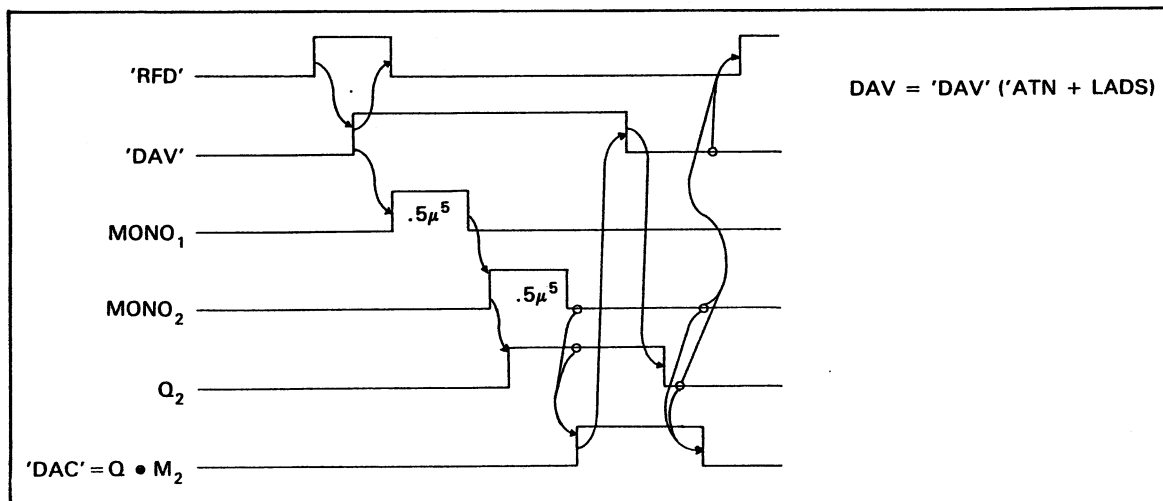 'RFD'
DAV = 'DAV' ('ATN + LADS)
'DAV'
MONO₁
.5μ⁵
MONO₂
.5μ⁵
Q₂
'DAC' = Q • M₂